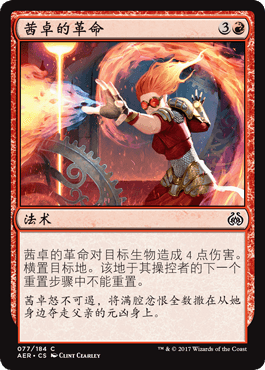 茜卓的革命
3
法术
茜卓的革命对目标生物造成4点伤害。
横置目标地。该地于其操控者的下一个
重置步骤中不能重置。
茜卓怒不可遏，将满腔忿恨全数撒在从她
身边夺走父亲的元凶身上。
077/184 C
AER • CS CLINT CEARLEY
™ & © 2017 Wizards of the Coast